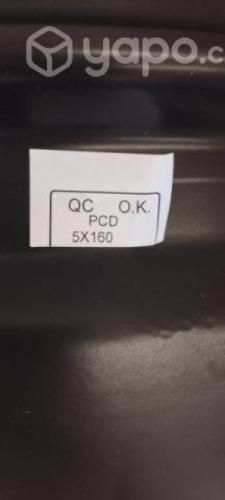 yapo.c
QC O.K.
PCD
5X160